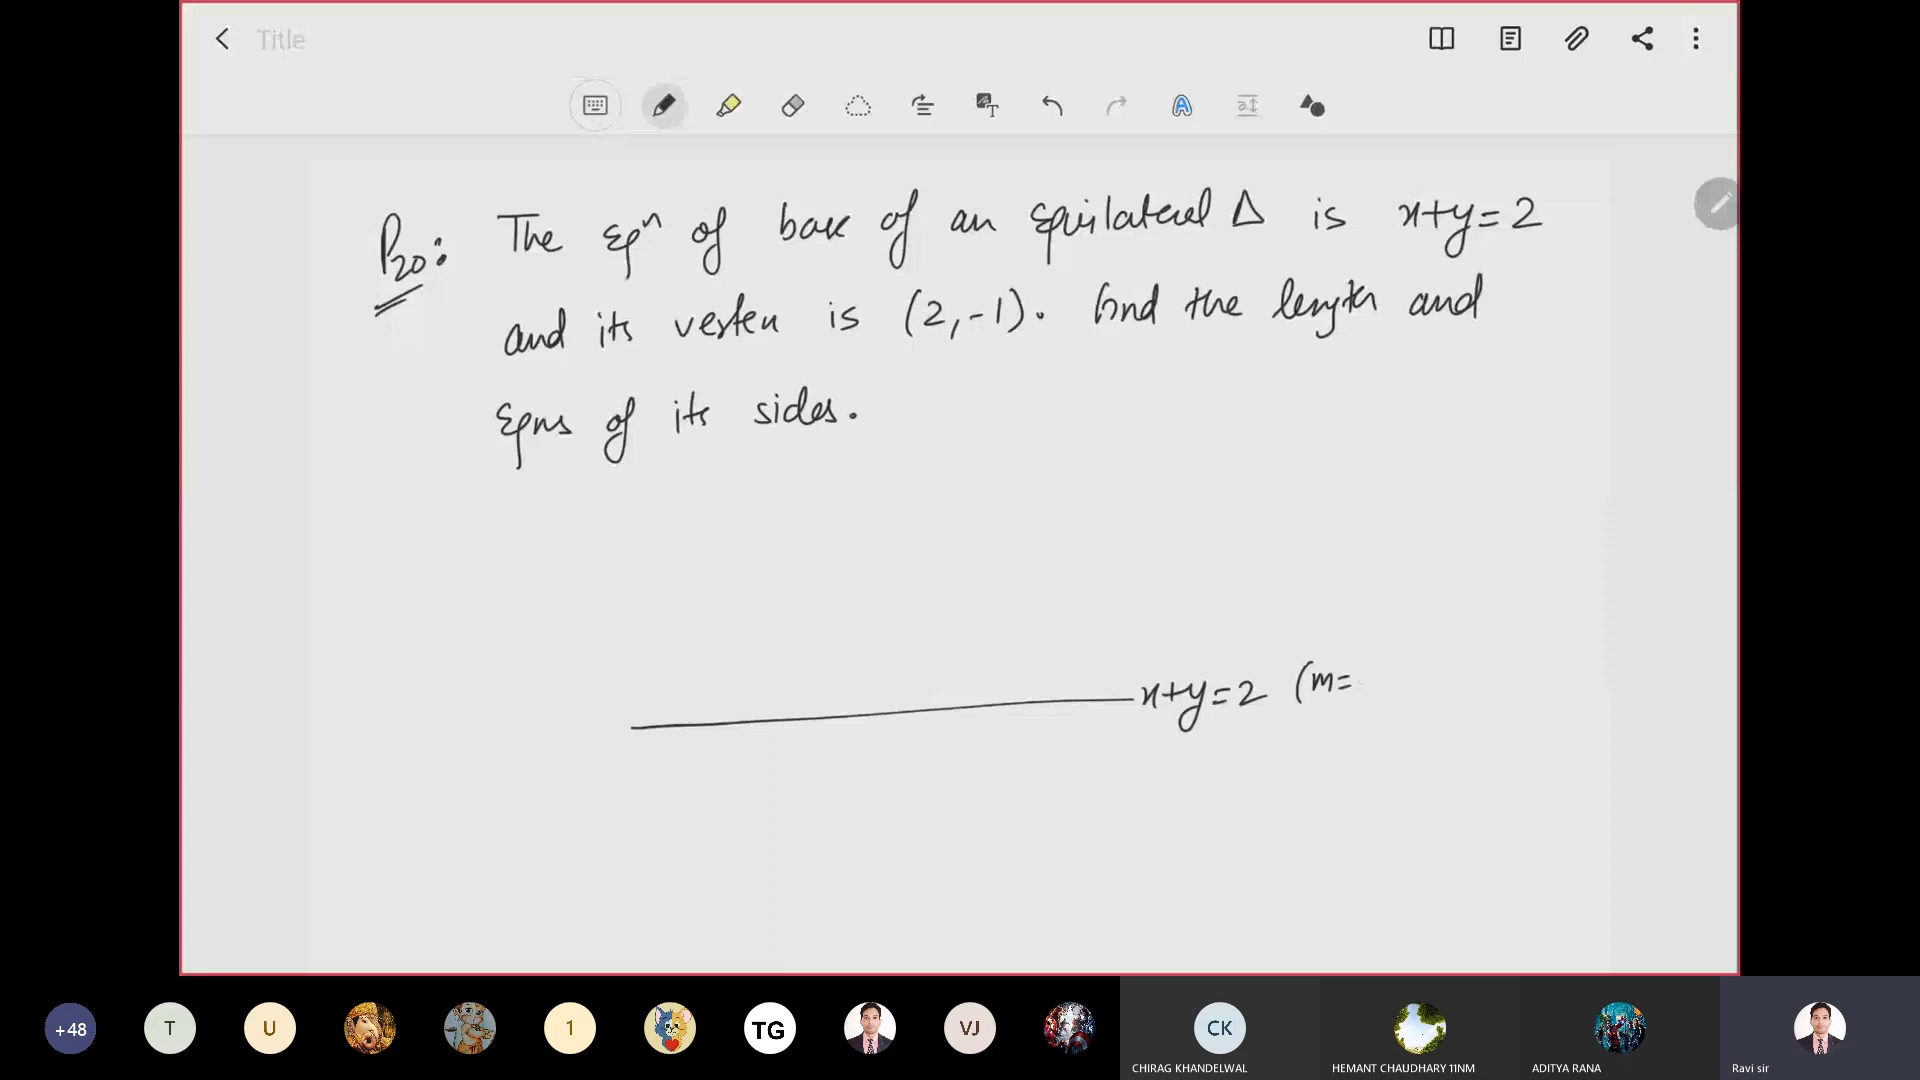 Title
P20: The Eqn of base of an Equilateral Δ is x+y=2
and its vertex is (2,-1). find the length and
Eqns of its sides.
x+y=2 (m=
+48 T U 1 TG VJ CK
CHIRAG KHANDELWAL HEMANT CHAUDHARY 11NM ADITYA RANA Ravi sir